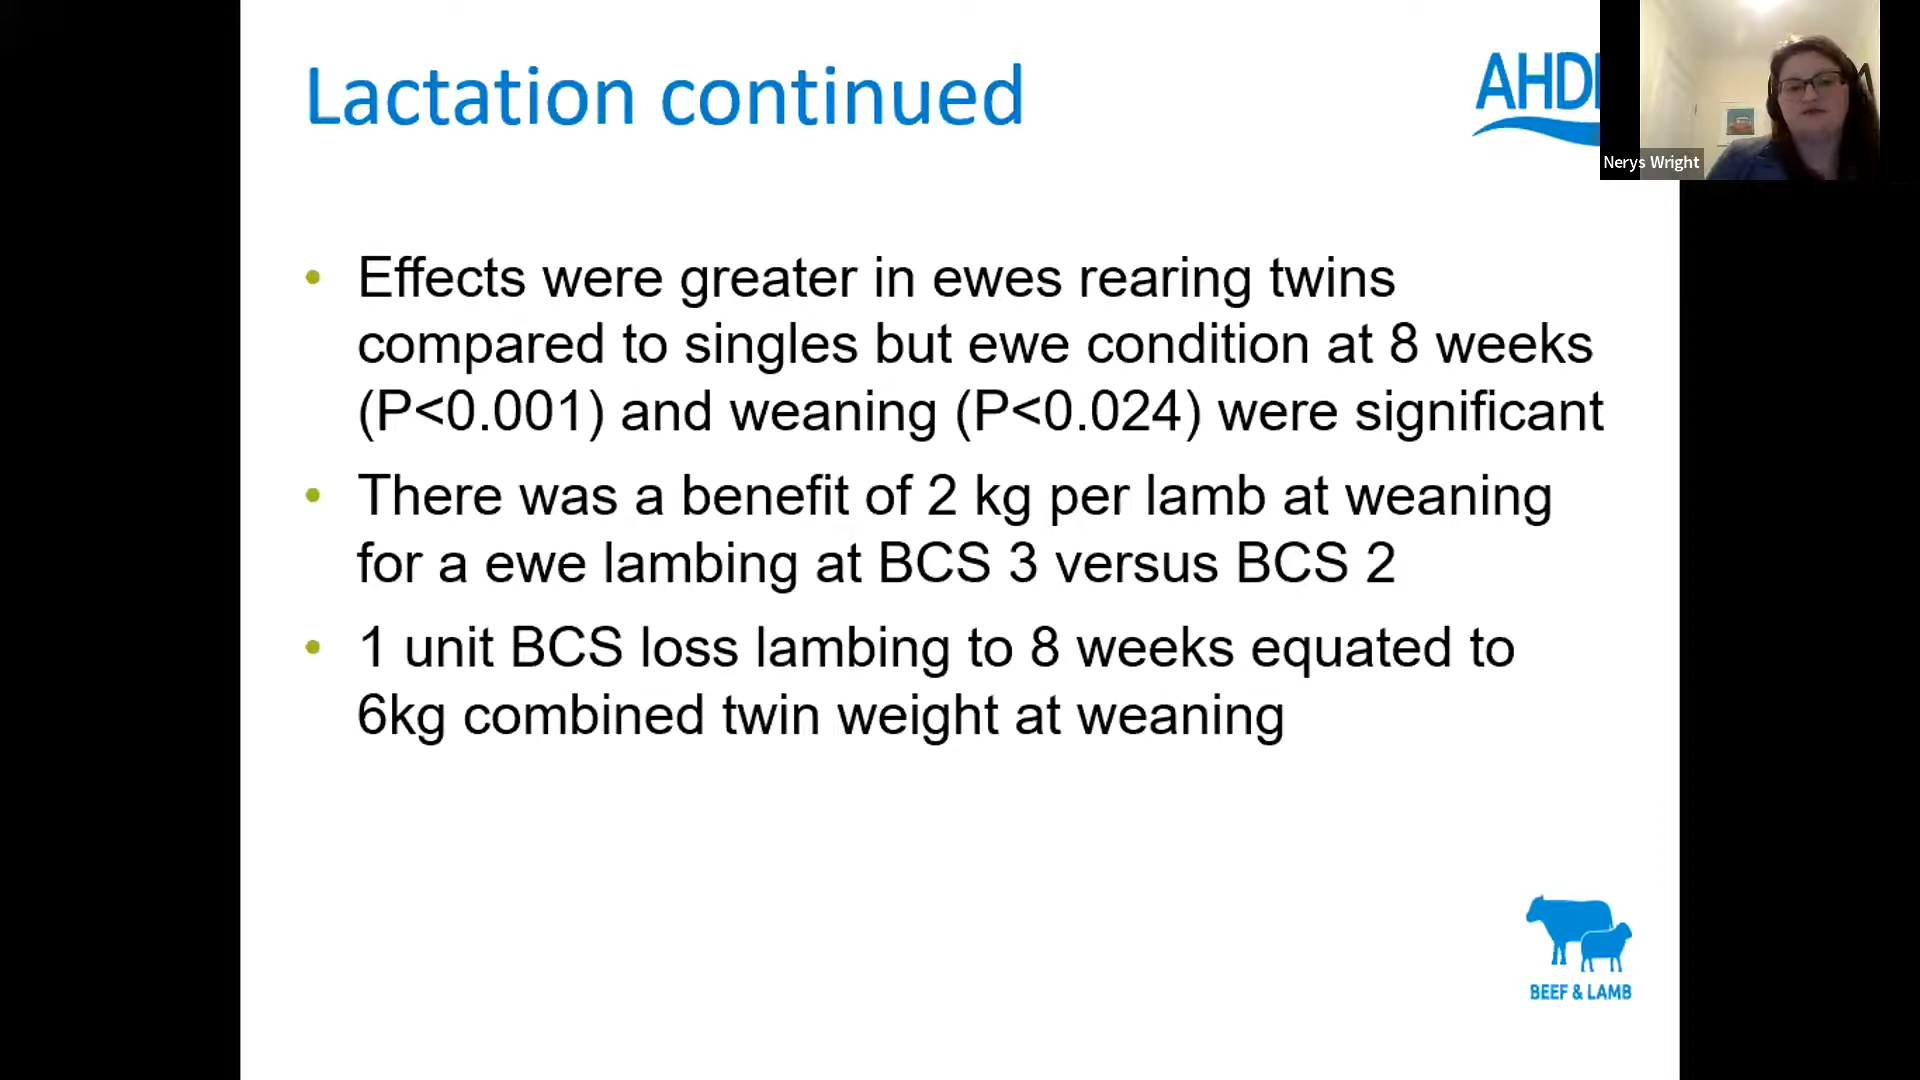 Lactation continued
AHD
Nerys Wright
• Effects were greater in ewes rearing twins
compared to singles but ewe condition at 8 weeks
(P<0.001) and weaning (P<0.024) were significant
• There was a benefit of 2 kg per lamb at weaning
for a ewe lambing at BCS 3 versus BCS 2
• 1 unit BCS loss lambing to 8 weeks equated to
6kg combined twin weight at weaning
BEEF & LAMB